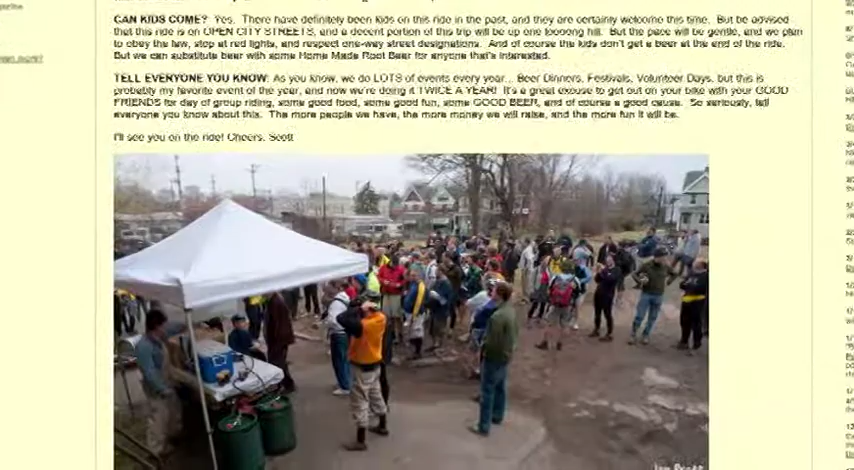 CAN KIDS COME? Yes. There have definitely been kids on this ride in the past, and they are certainly welcome this time. But be advised
that this ride is on OPEN CITY STREETS, and a decent portion of this trip will be up one loooong hill. But the pace will be gentle, and we plan
to obey the law, stop at red lights, and respect one-way street designations. And of course the kids don't get a beer at the end of the ride.
But we can substitute beer with some Home Made Root Beer for anyone that's interested.
TELL EVERYONE YOU KNOW: As you know, we do LOTS of events every year... Beer Dinners, Festivals, Volunteer Days, but this is
probably my favorite event of the year, and now we're doing it TWICE A YEAR! It's a great excuse to get out on your bike with your GOOD
FRIENDS for day of group riding, some good food, some good fun, some GOOD BEER, and of course a good cause. So seriously, tell
everyone you know about this. The more people we have, the more money we will raise, and the more fun it will be.
I'll see you on the ride! Cheers, Scott